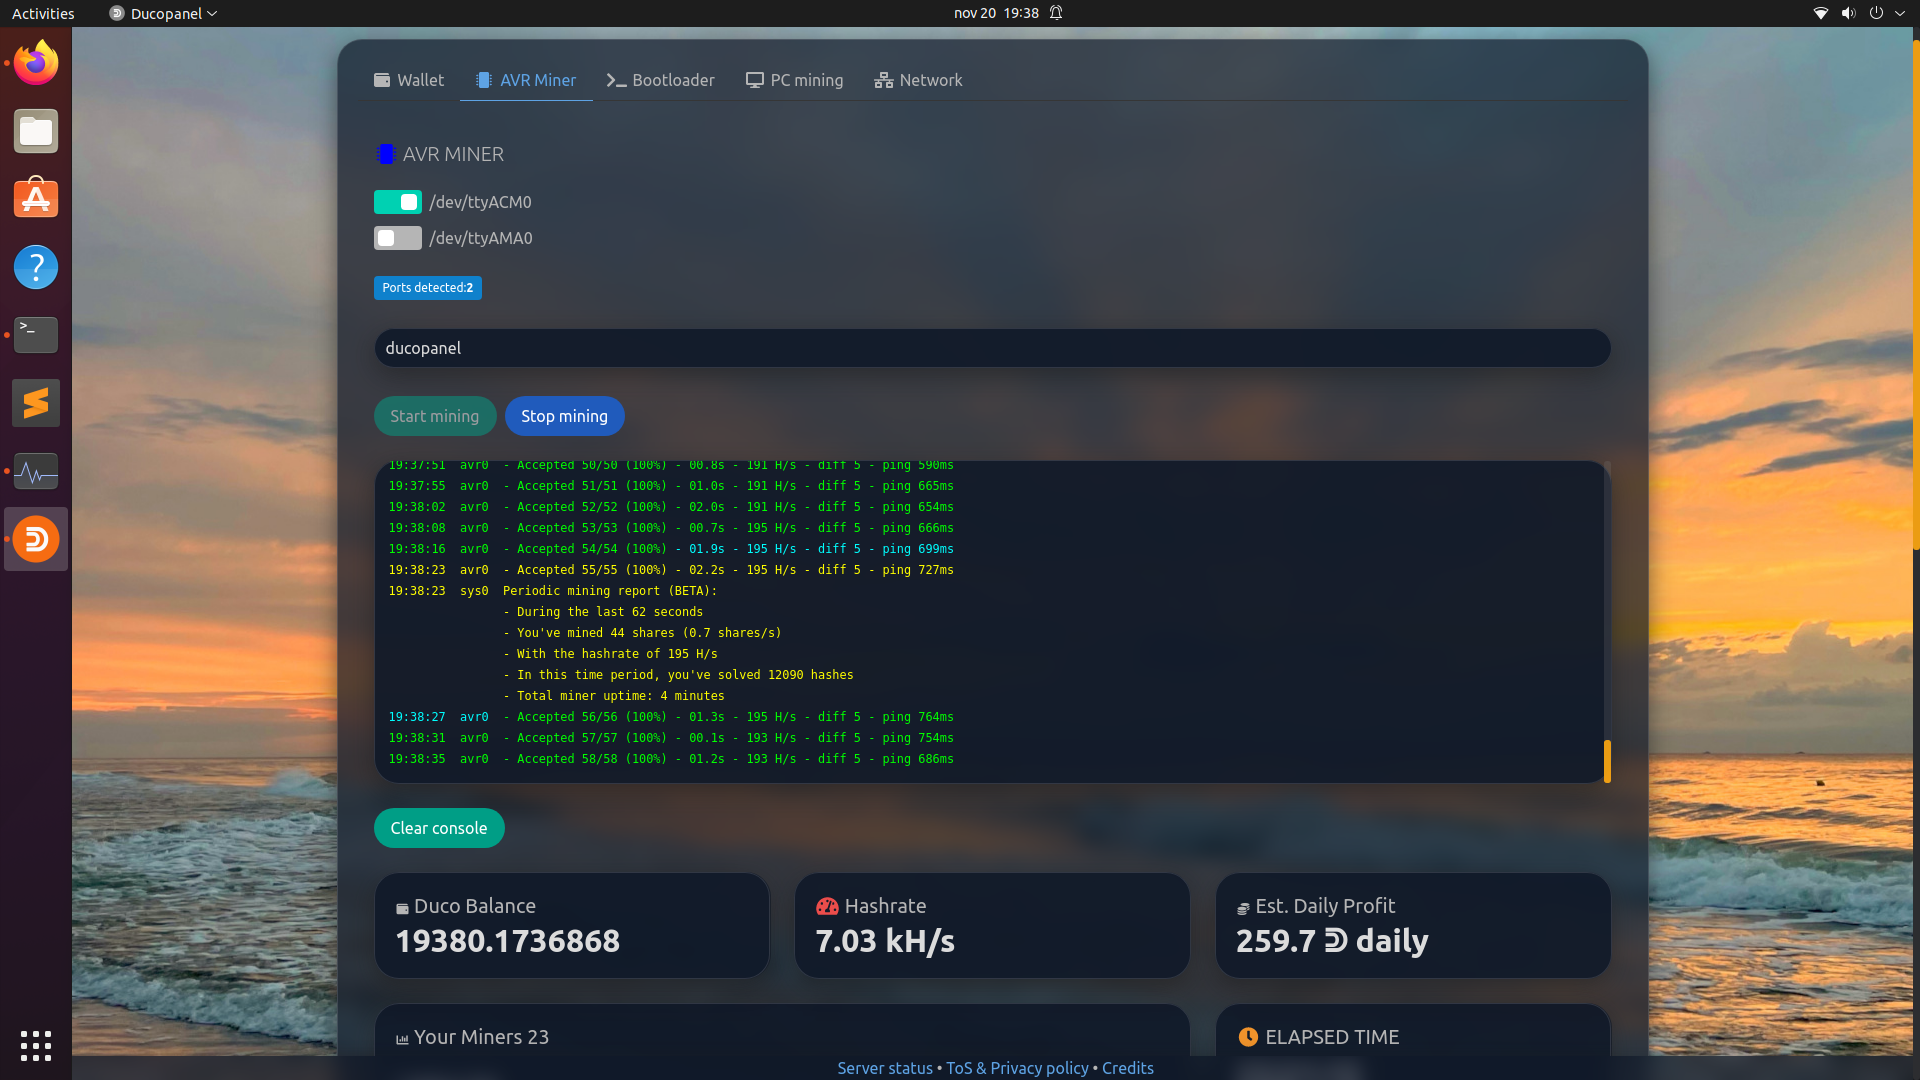 Activities Ducopanel nov 20 19:38
Wallet AVR Miner Bootloader PC mining Network
AVR MINER
/dev/ttyACM0
/dev/ttyAMA0
Ports detected:2
ducopanel
Start mining Stop mining
19:37:51 avr0 - Accepted 50/50 (100%) - 00.8s - 191 H/s - diff 5 - ping 590ms
19:37:55 avr0 - Accepted 51/51 (100%) - 01.0s - 191 H/s - diff 5 - ping 665ms
19:38:02 avr0 - Accepted 52/52 (100%) - 02.0s - 191 H/s - diff 5 - ping 654ms
19:38:08 avr0 - Accepted 53/53 (100%) - 00.7s - 195 H/s - diff 5 - ping 666ms
19:38:16 avr0 - Accepted 54/54 (100%) - 01.9s - 195 H/s - diff 5 - ping 699ms
19:38:23 avr0 - Accepted 55/55 (100%) - 02.2s - 195 H/s - diff 5 - ping 727ms
19:38:23 sys0 Periodic mining report (BETA):
- During the last 62 seconds
- You've mined 44 shares (0.7 shares/s)
- With the hashrate of 195 H/s
- In this time period, you've solved 12090 hashes
- Total miner uptime: 4 minutes
19:38:27 avr0 - Accepted 56/56 (100%) - 01.3s - 195 H/s - diff 5 - ping 764ms
19:38:31 avr0 - Accepted 57/57 (100%) - 00.1s - 193 H/s - diff 5 - ping 754ms
19:38:35 avr0 - Accepted 58/58 (100%) - 01.2s - 193 H/s - diff 5 - ping 686ms
Clear console
Duco Balance
19380.1736868
Hashrate
7.03 kH/s
Est. Daily Profit
259.7 D daily
Your Miners 23
ELAPSED TIME
Server status • ToS & Privacy policy • Credits